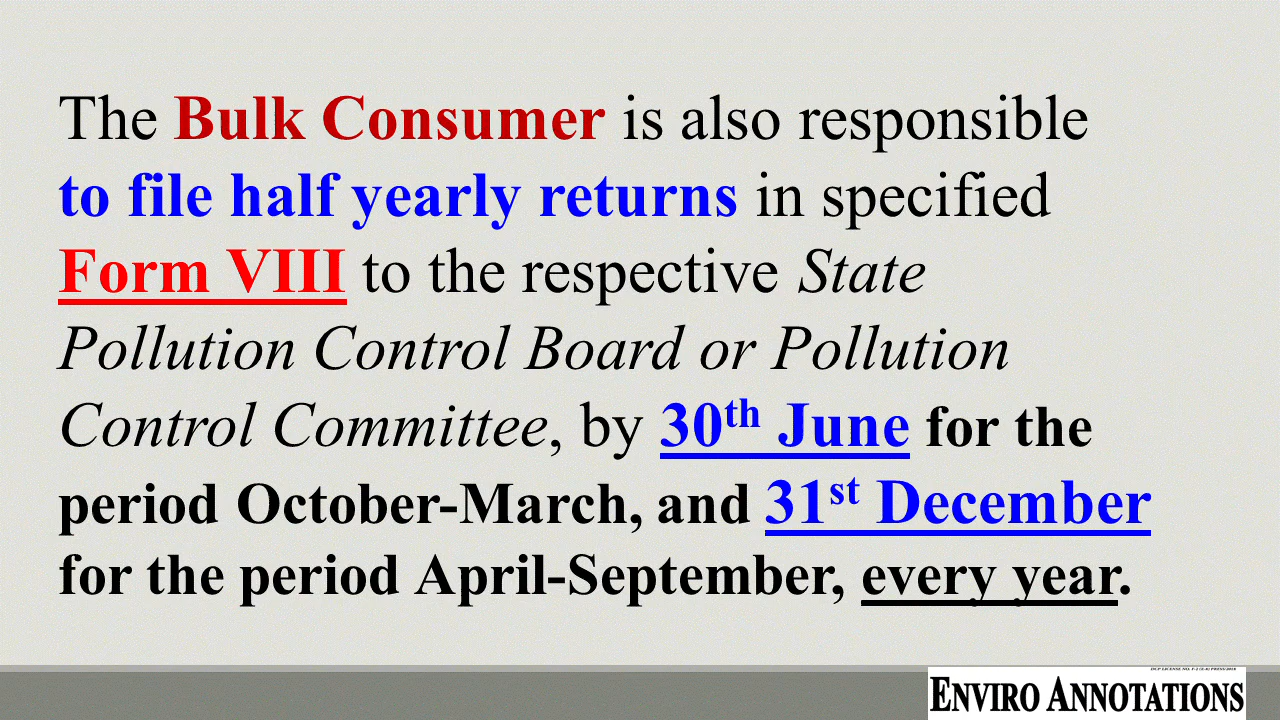 The Bulk Consumer is also responsible
to file half yearly returns in specified
Form VIII to the respective State
Pollution Control Board or Pollution
Control Committee, by 30th June for the
period October-March, and 31st December
for the period April-September, every year.
ENVIRO ANNOTATIONS